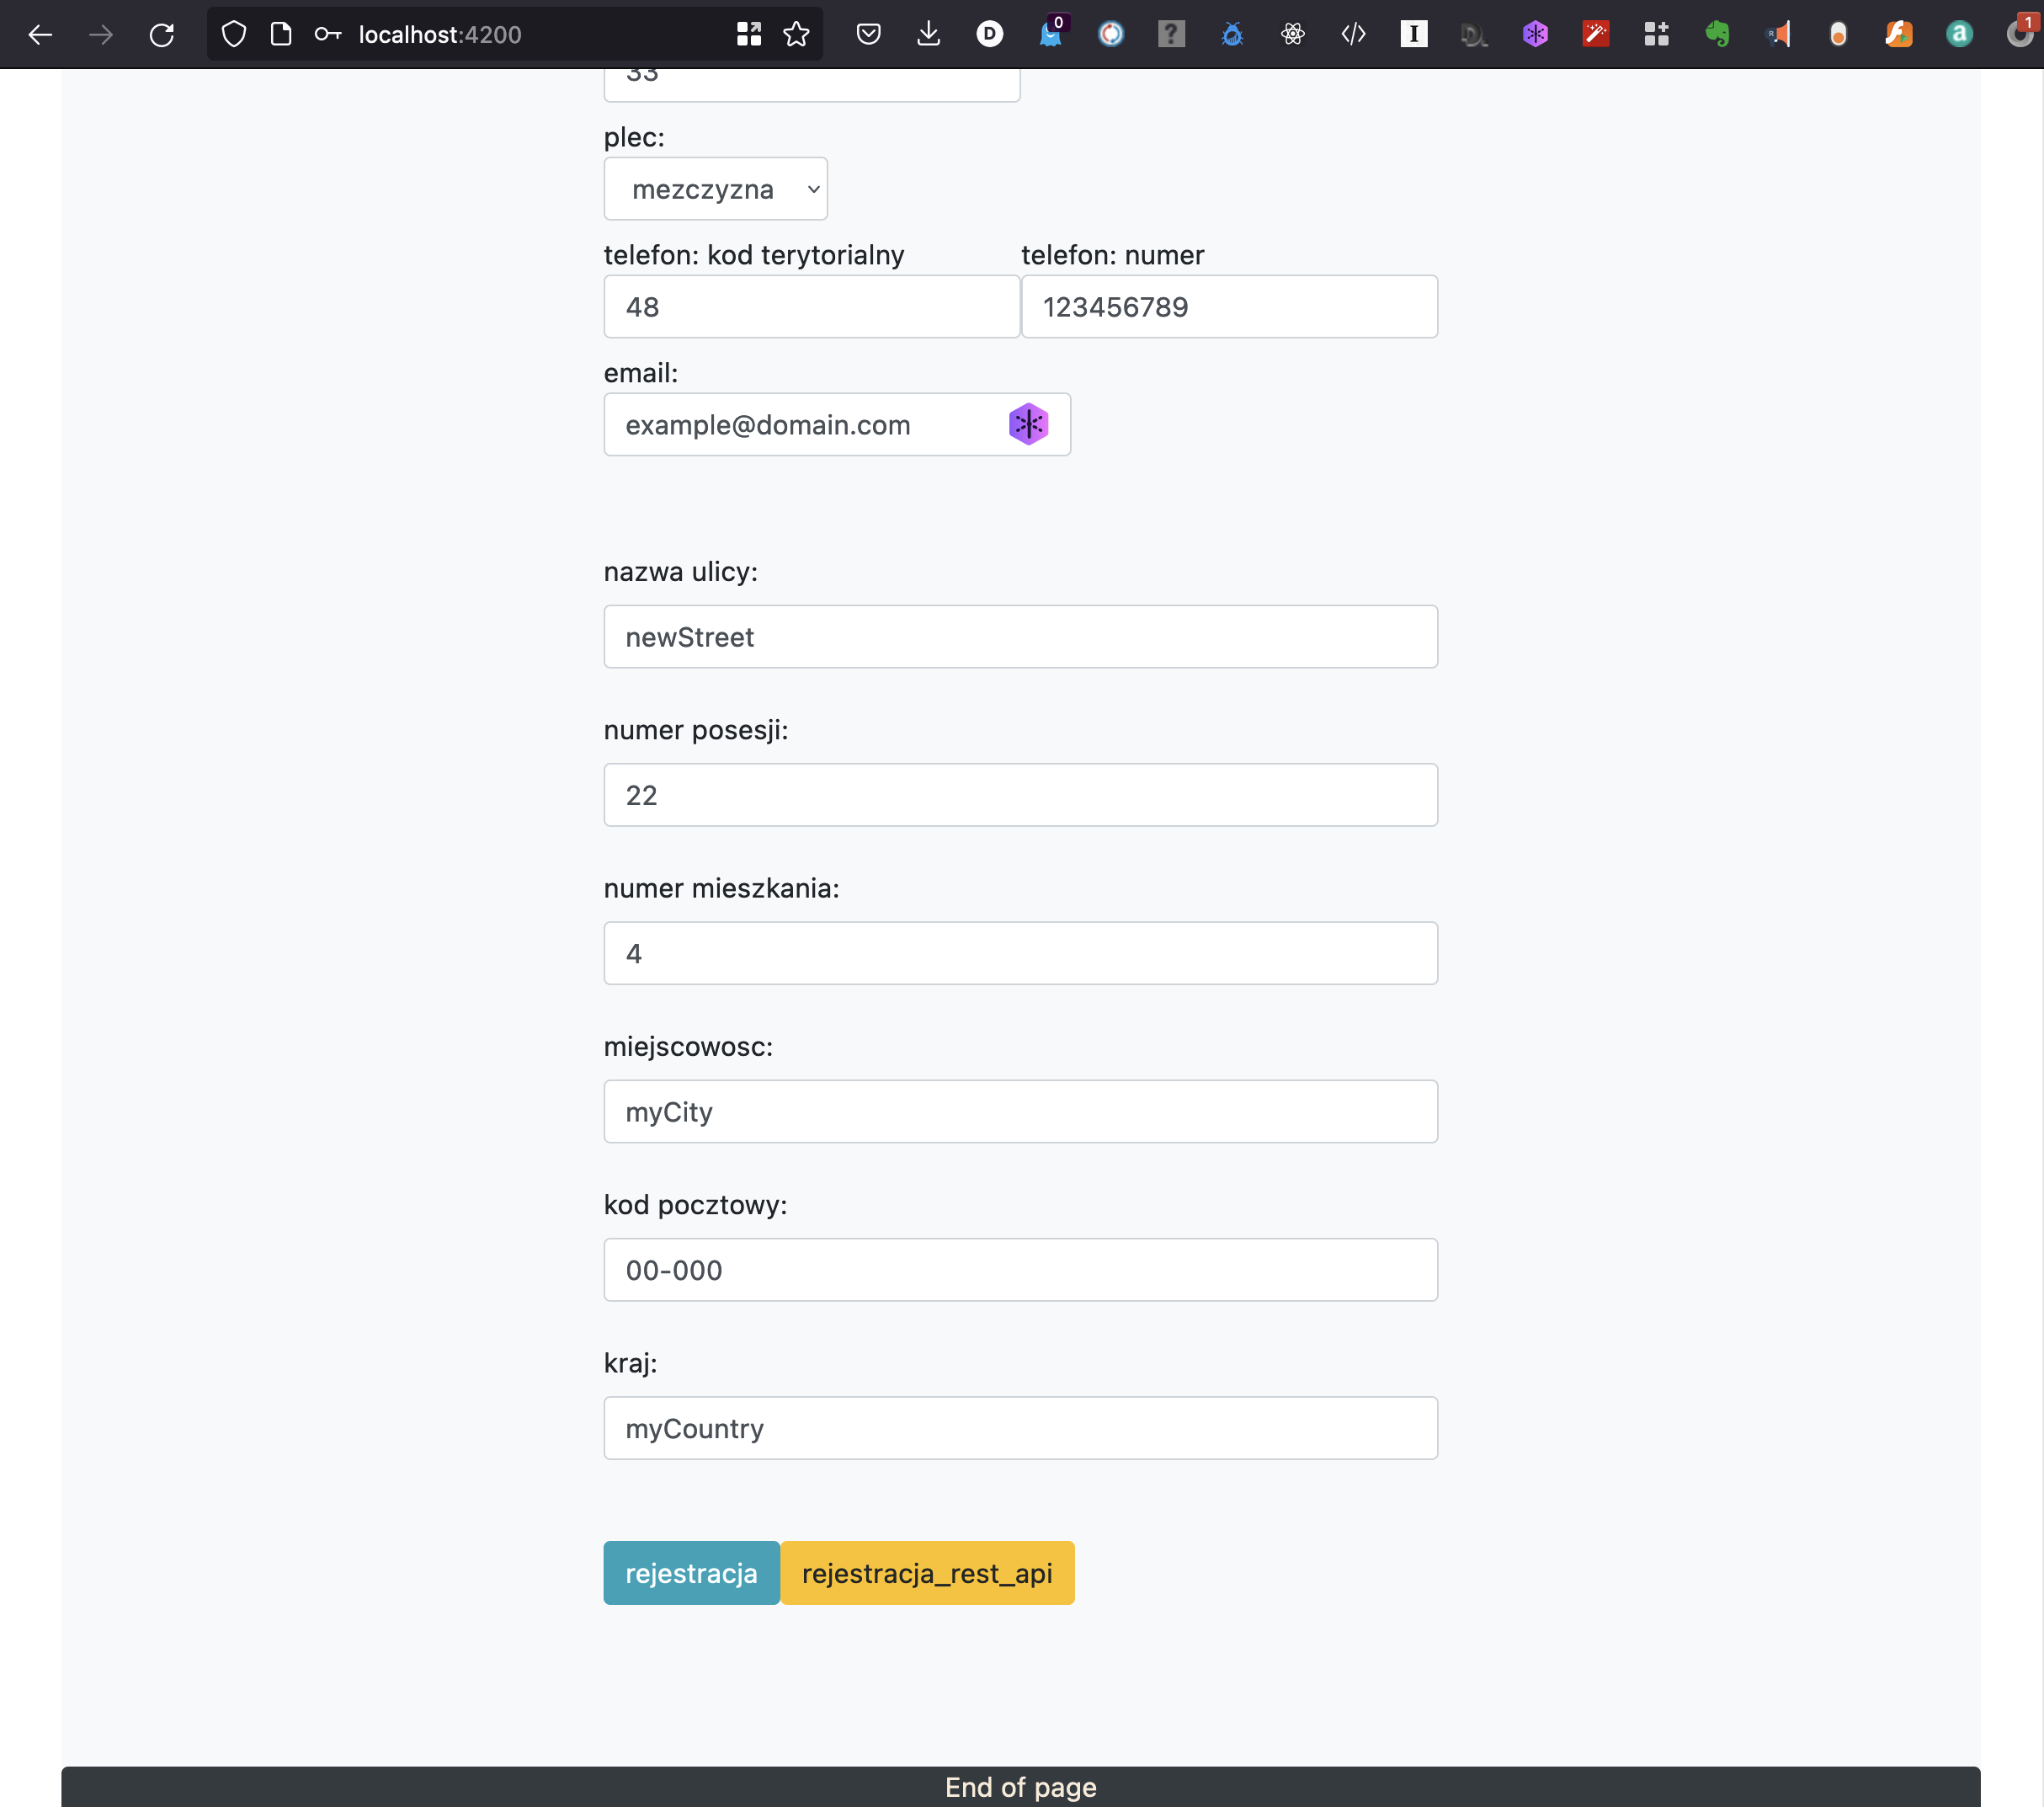 localhost:4200
0
D
?
I
DL
a
1
33
plec:
mezczyzna
telefon: kod terytorialny telefon: numer
48 123456789
email:
example@domain.com
nazwa ulicy:
newStreet
numer posesji:
22
numer mieszkania:
4
miejscowosc:
myCity
kod pocztowy:
00-000
kraj:
myCountry
rejestracja rejestracja_rest_api
End of page